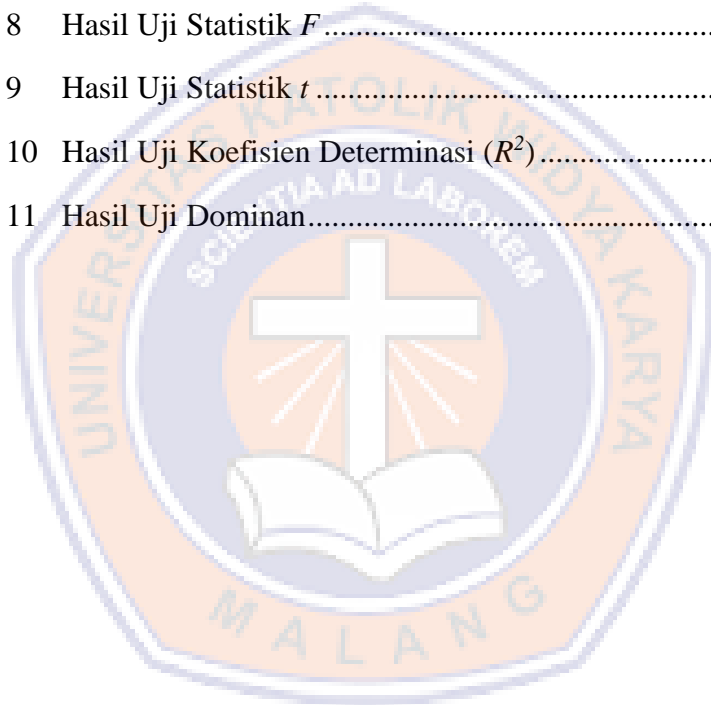 8 Hasil Uji Statistik F ................................................
9 Hasil Uji Statistik t .................................................
10 Hasil Uji Koefisien Determinasi (R²) .....................
11 Hasil Uji Dominan ..................................................
UNIVERSITAS KATOLIK WIDYA KARYA
SCIENTIA AD LABOREM
MALANG